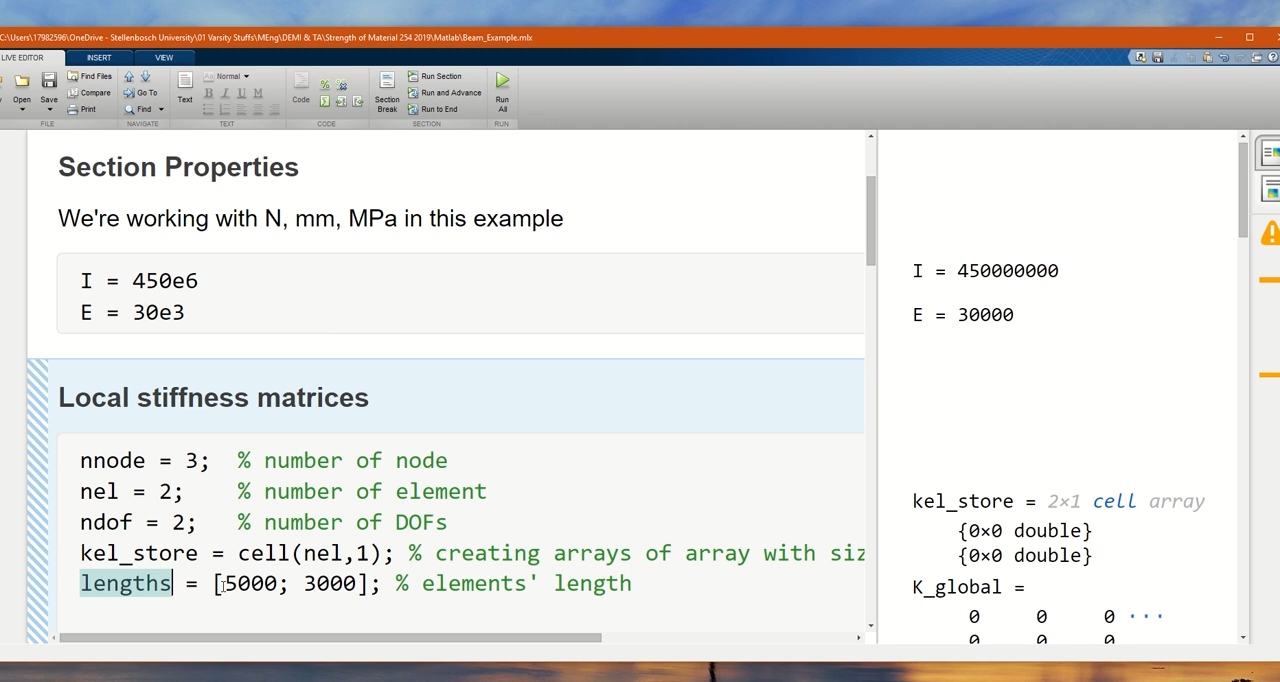 C:\Users\17982596\OneDrive - Stellenbosch University\01 Varsity Stuffs\MEng\DEMI & TA\Strength of Material 254 2019\Matlab\Beam_Example.mlx
LIVE EDITOR INSERT VIEW
Open
Save
Find Files
Compare
Print
FILE
Go To
Find
NAVIGATE
Text
Aa Normal
B I U M
TEXT
Code
CODE
Section
Break
Run Section
Run and Advance
Run to End
SECTION
Run
All
RUN
Section Properties
We're working with N, mm, MPa in this example
I = 450e6
E = 30e3
Local stiffness matrices
nnode = 3; % number of node
nel = 2; % number of element
ndof = 2; % number of DOFs
kel_store = cell(nel,1); % creating arrays of array with siz
lengths = [5000; 3000]; % elements' length
I = 450000000
E = 30000
kel_store = 2×1 cell array
{0×0 double}
{0×0 double}
K_global =
0 0 0 ···
0 0 0